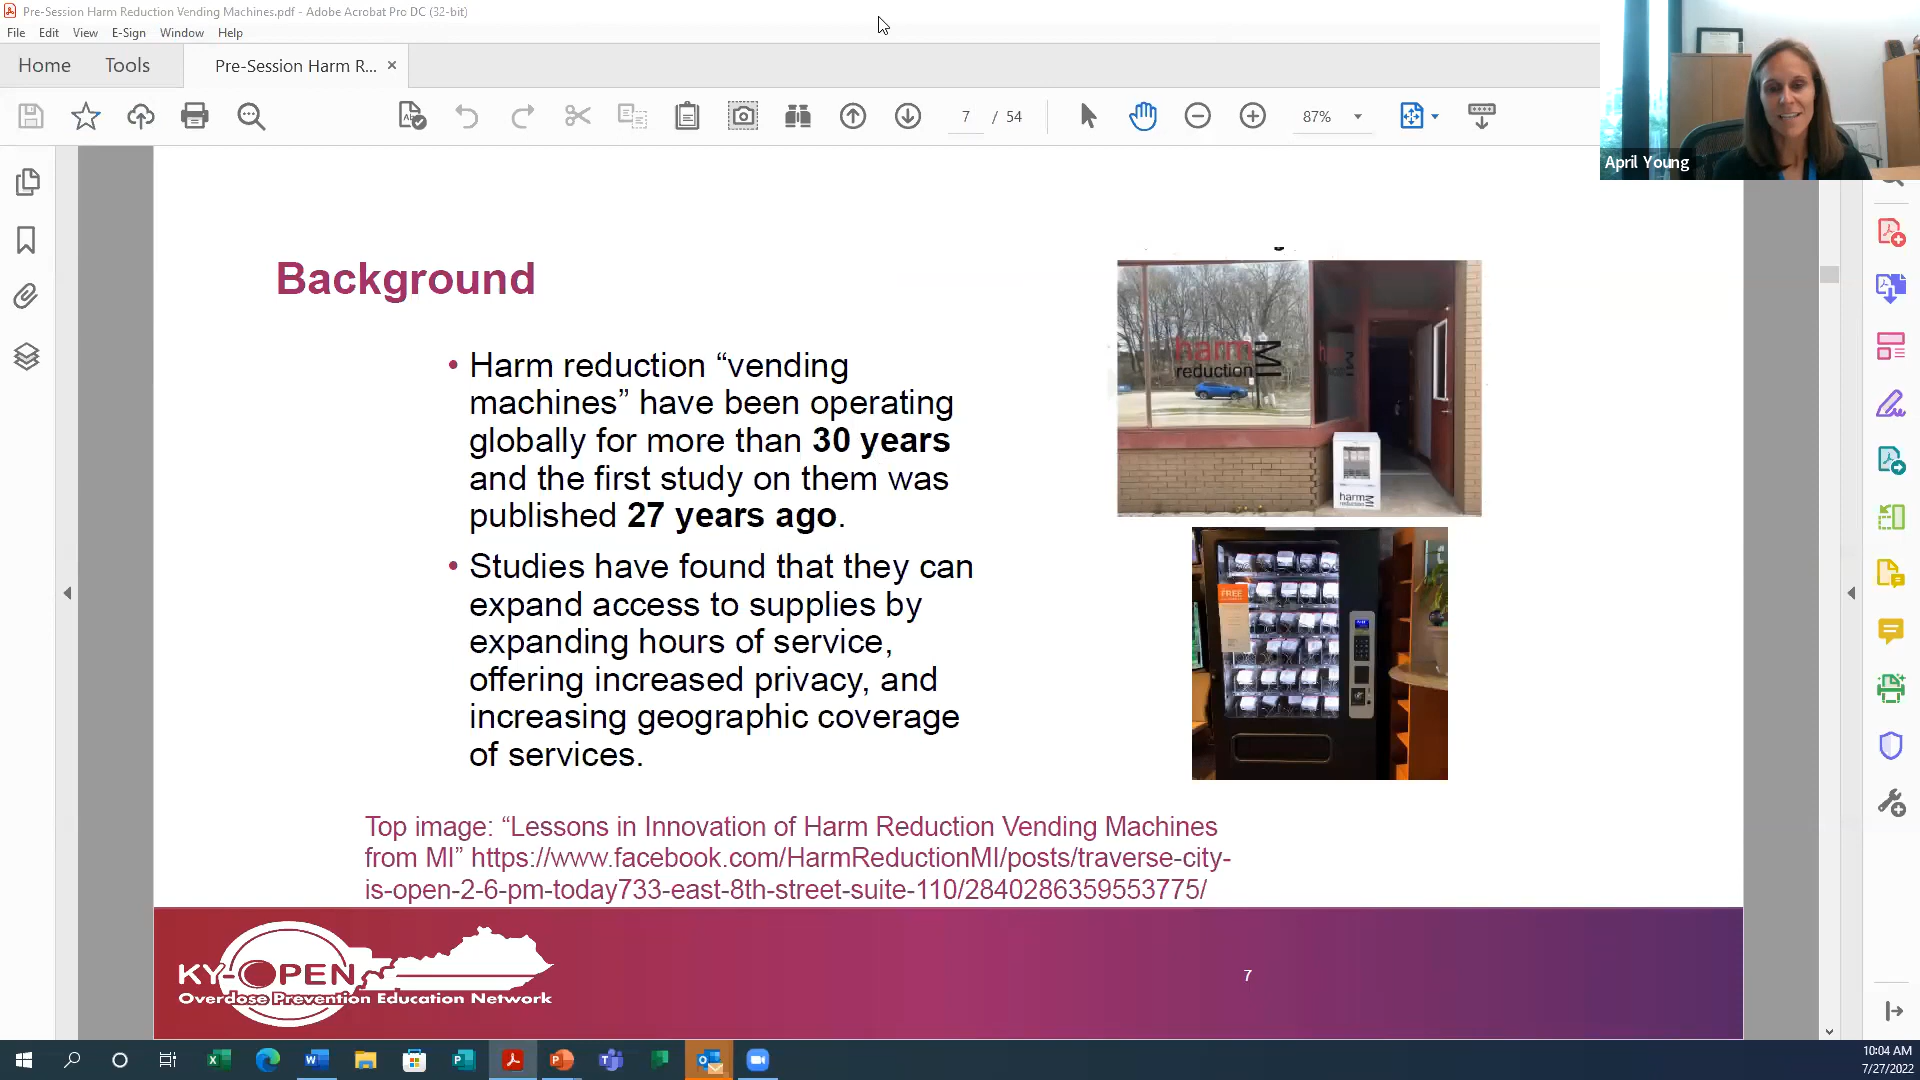 Pre-Session Harm Reduction Vending Machines.pdf - Adobe Acrobat Pro DC (32-bit)
File Edit View E-Sign Window Help
Home Tools Pre-Session Harm R... ×
7 / 54 87%
April Young
Background
• Harm reduction “vending
machines” have been operating
globally for more than 30 years
and the first study on them was
published 27 years ago.
• Studies have found that they can
expand access to supplies by
expanding hours of service,
offering increased privacy, and
increasing geographic coverage
of services.
harm
reduction MI
harm
reduction MI
FREE
Top image: “Lessons in Innovation of Harm Reduction Vending Machines
from MI” https://www.facebook.com/HarmReductionMI/posts/traverse-city-
is-open-2-6-pm-today733-east-8th-street-suite-110/2840286359553775/
KY-OPEN
Overdose Prevention Education Network
7
10:04 AM
7/27/2022